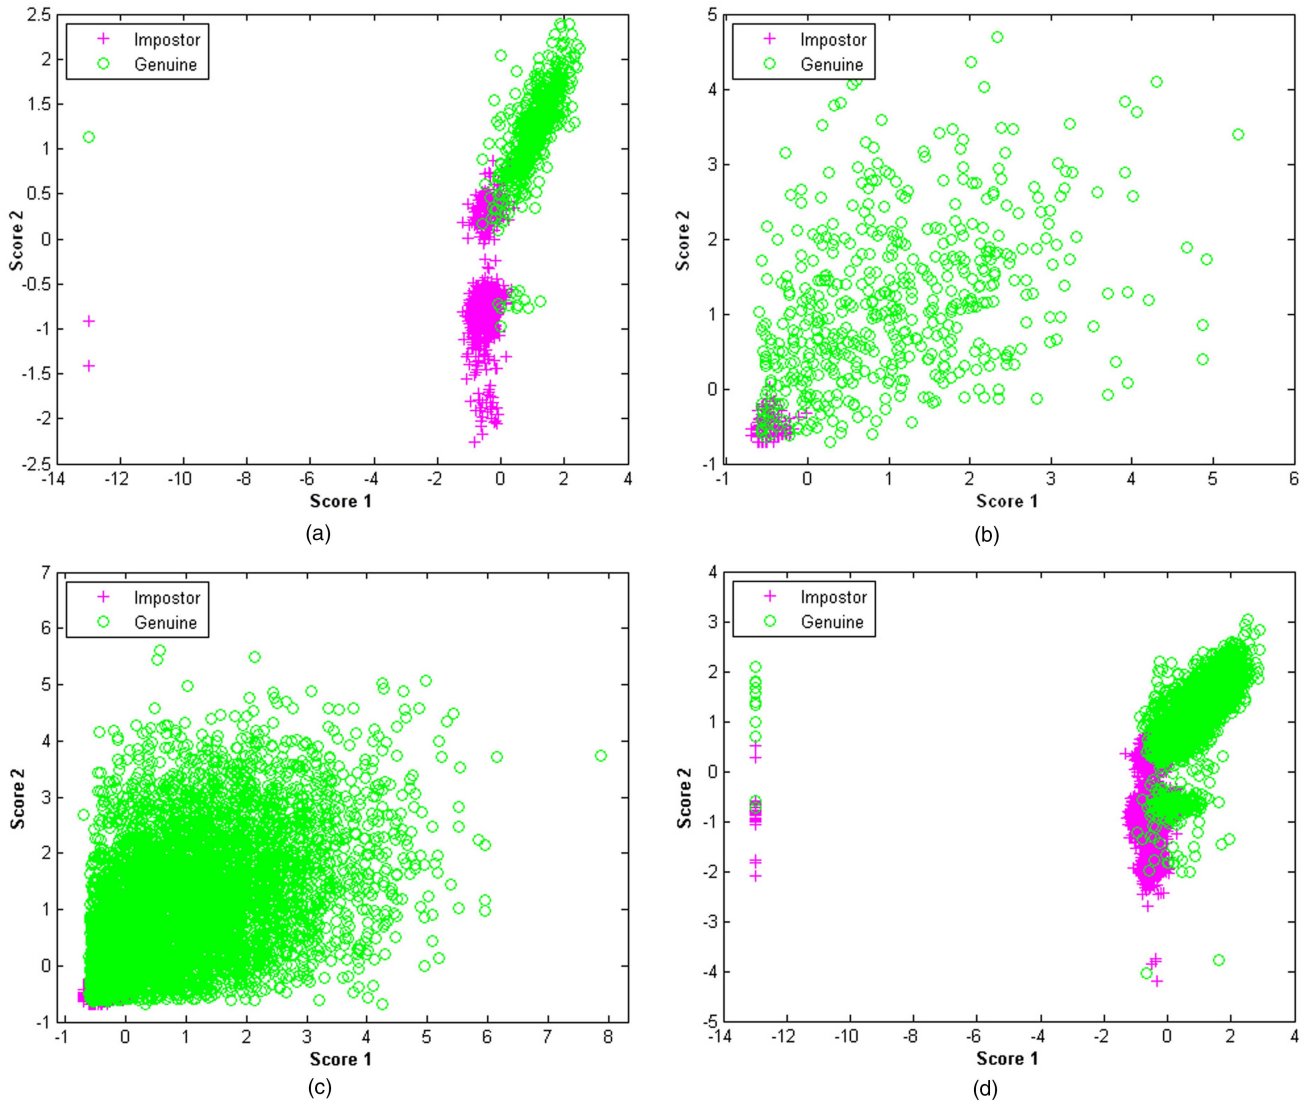 2.5
2
1.5
1
0.5
0
-0.5
-1
-1.5
-2
-2.5
Score 2
Impostor
Genuine
-14 -12 -10 -8 -6 -4 -2 0 2 4
Score 1
(a)
5
4
3
2
1
0
-1
Score 2
Impostor
Genuine
-1 0 1 2 3 4 5 6
Score 1
(b)
7
6
5
4
3
2
1
0
-1
Score 2
Impostor
Genuine
-1 0 1 2 3 4 5 6 7 8
Score 1
(c)
4
3
2
1
0
-1
-2
-3
-4
-5
Score 2
Impostor
Genuine
-14 -12 -10 -8 -6 -4 -2 0 2 4
Score 1
(d)